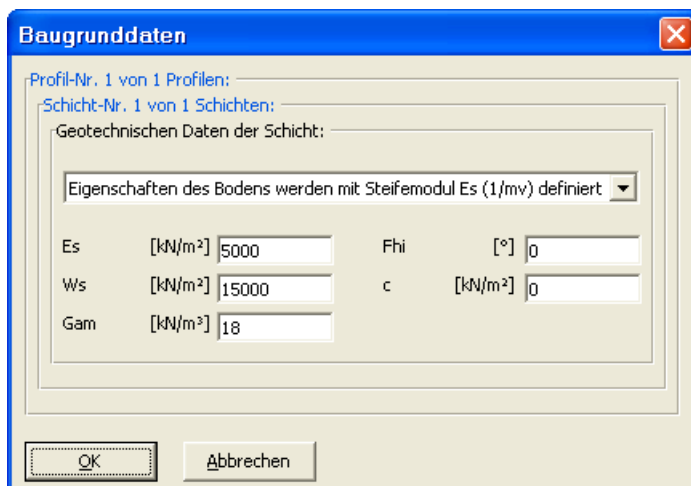 Baugrunddaten
Profil-Nr. 1 von 1 Profilen:
Schicht-Nr. 1 von 1 Schichten:
Geotechnischen Daten der Schicht:
Eigenschaften des Bodens werden mit Steifemodul Es (1/mv) definiert
Es [kN/m²] 5000 Fhi [°] 0
Ws [kN/m²] 15000 c [kN/m²] 0
Gam [kN/m³] 18
OK Abbrechen